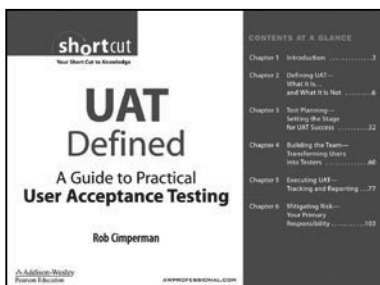 shortcut
Your Short Cut to Knowledge
UAT
Defined
A Guide to Practical
User Acceptance Testing
Rob Cimperman
Addison-Wesley
Pearson Education
AWPROFESSIONAL.COM
CONTENTS AT A GLANCE
Chapter 1 Introduction .............3
Chapter 2 Defining UAT—
What It Is...
and What It Is Not ........6
Chapter 3 Test Planning—
Setting the Stage
for UAT Success .........32
Chapter 4 Building the Team—
Transforming Users
into Testers .............60
Chapter 5 Executing UAT—
Tracking and Reporting ...77
Chapter 6 Mitigating Risk—
Your Primary
Responsibility ..........103